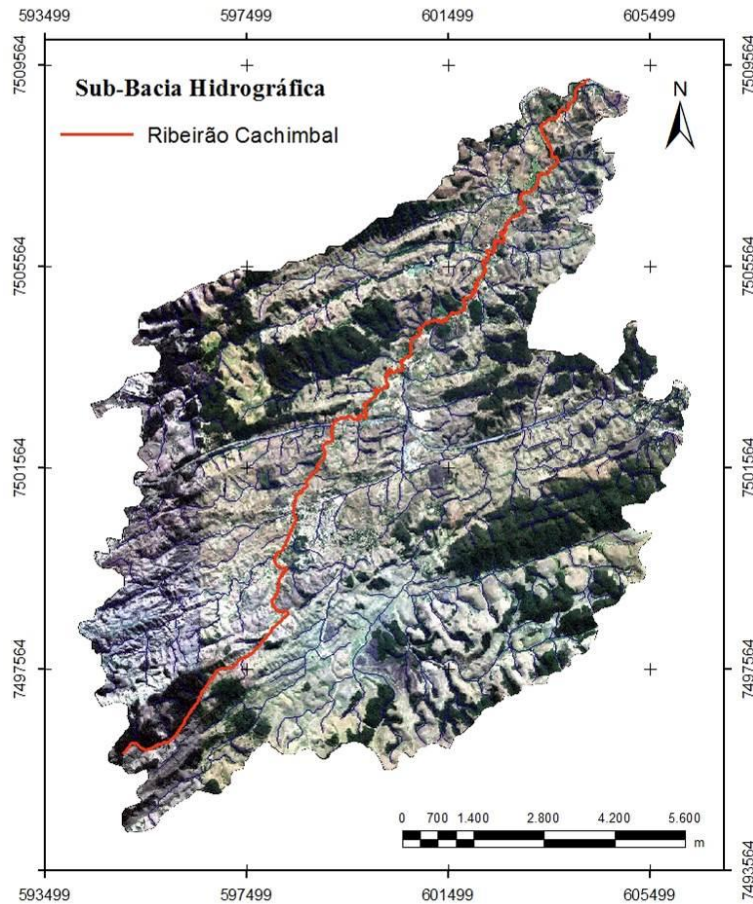 593499 597499 601499 605499
7509564 7509564
Sub-Bacia Hidrográfica
N
Ribeirão Cachimbal
7505564 7505564
7501564 7501564
7497564 7497564
0 700 1.400 2.800 4.200 5.600
m
7493564 7493564
593499 597499 601499 605499